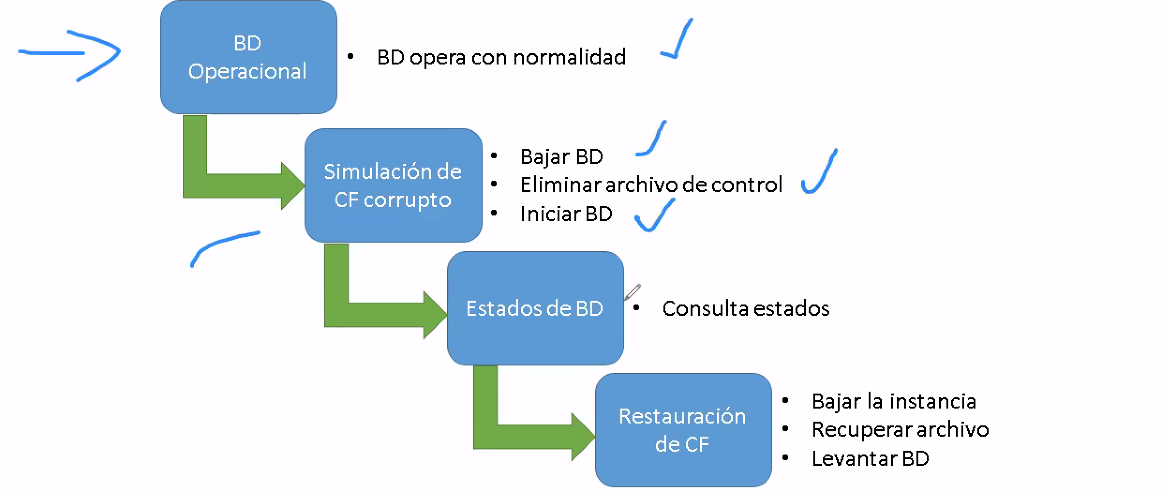 BD
Operacional
• BD opera con normalidad
Simulación de
CF corrupto
• Bajar BD
• Eliminar archivo de control
• Iniciar BD
Estados de BD
• Consulta estados
Restauración
de CF
• Bajar la instancia
• Recuperar archivo
• Levantar BD